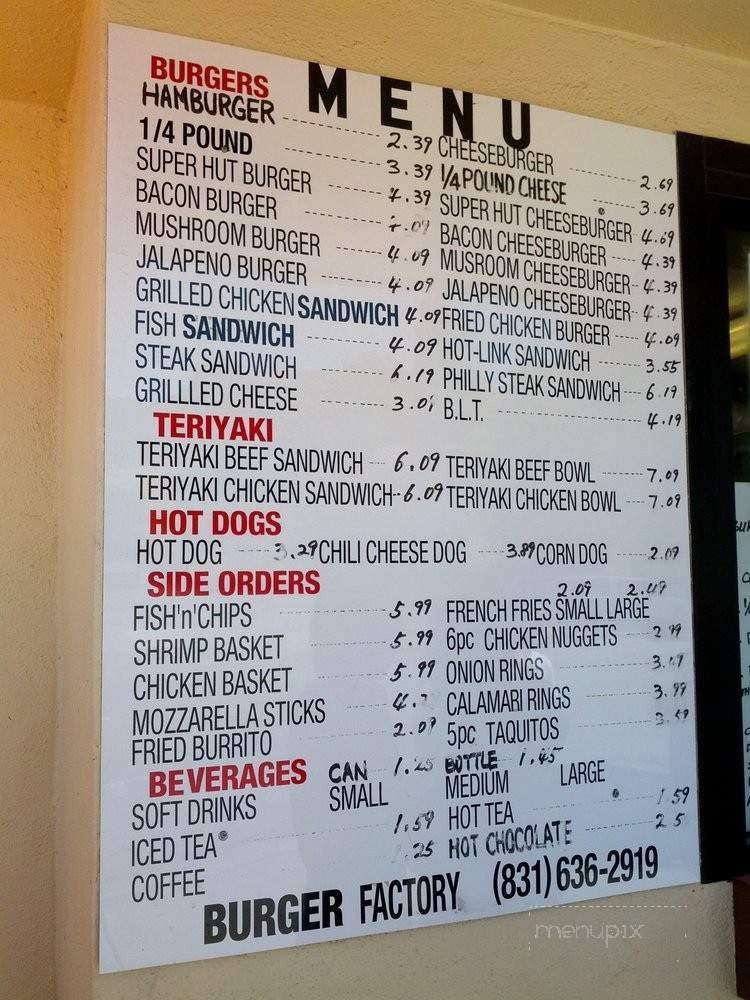 MENU
BURGERS
HAMBURGER 2.39 CHEESEBURGER 2.69
1/4 POUND 3.39 1/4 POUND CHEESE 3.69
SUPER HUT BURGER 4.39 SUPER HUT CHEESEBURGER 4.69
BACON BURGER BACON CHEESEBURGER 4.39
MUSHROOM BURGER 4.09 MUSROOM CHEESEBURGER 4.39
JALAPENO BURGER 4.09 JALAPENO CHEESEBURGER 4.39
GRILLED CHICKEN SANDWICH 4.09 FRIED CHICKEN BURGER 4.09
FISH SANDWICH 4.09 HOT-LINK SANDWICH 3.55
STEAK SANDWICH 6.19 PHILLY STEAK SANDWICH 6.19
GRILLLED CHEESE B.L.T. 4.19
TERIYAKI
TERIYAKI BEEF SANDWICH 6.09 TERIYAKI BEEF BOWL 7.09
TERIYAKI CHICKEN SANDWICH 6.09 TERIYAKI CHICKEN BOWL 7.09
HOT DOGS
HOT DOG 3.29 CHILI CHEESE DOG 3.89 CORN DOG 2.09
SIDE ORDERS
2.09
FISH'n'CHIPS 5.99 FRENCH FRIES SMALL LARGE
SHRIMP BASKET 5.99 6pc CHICKEN NUGGETS
CHICKEN BASKET 5.99 ONION RINGS
MOZZARELLA STICKS CALAMARI RINGS 3.99
FRIED BURRITO 2.09 5pc TAQUITOS
BEVERAGES CAN 1.25 BOTTLE 1.45
SOFT DRINKS SMALL MEDIUM LARGE
ICED TEA 1.59 HOT TEA
COFFEE HOT CHOCOLATE
BURGER FACTORY (831) 636-2919
menupix